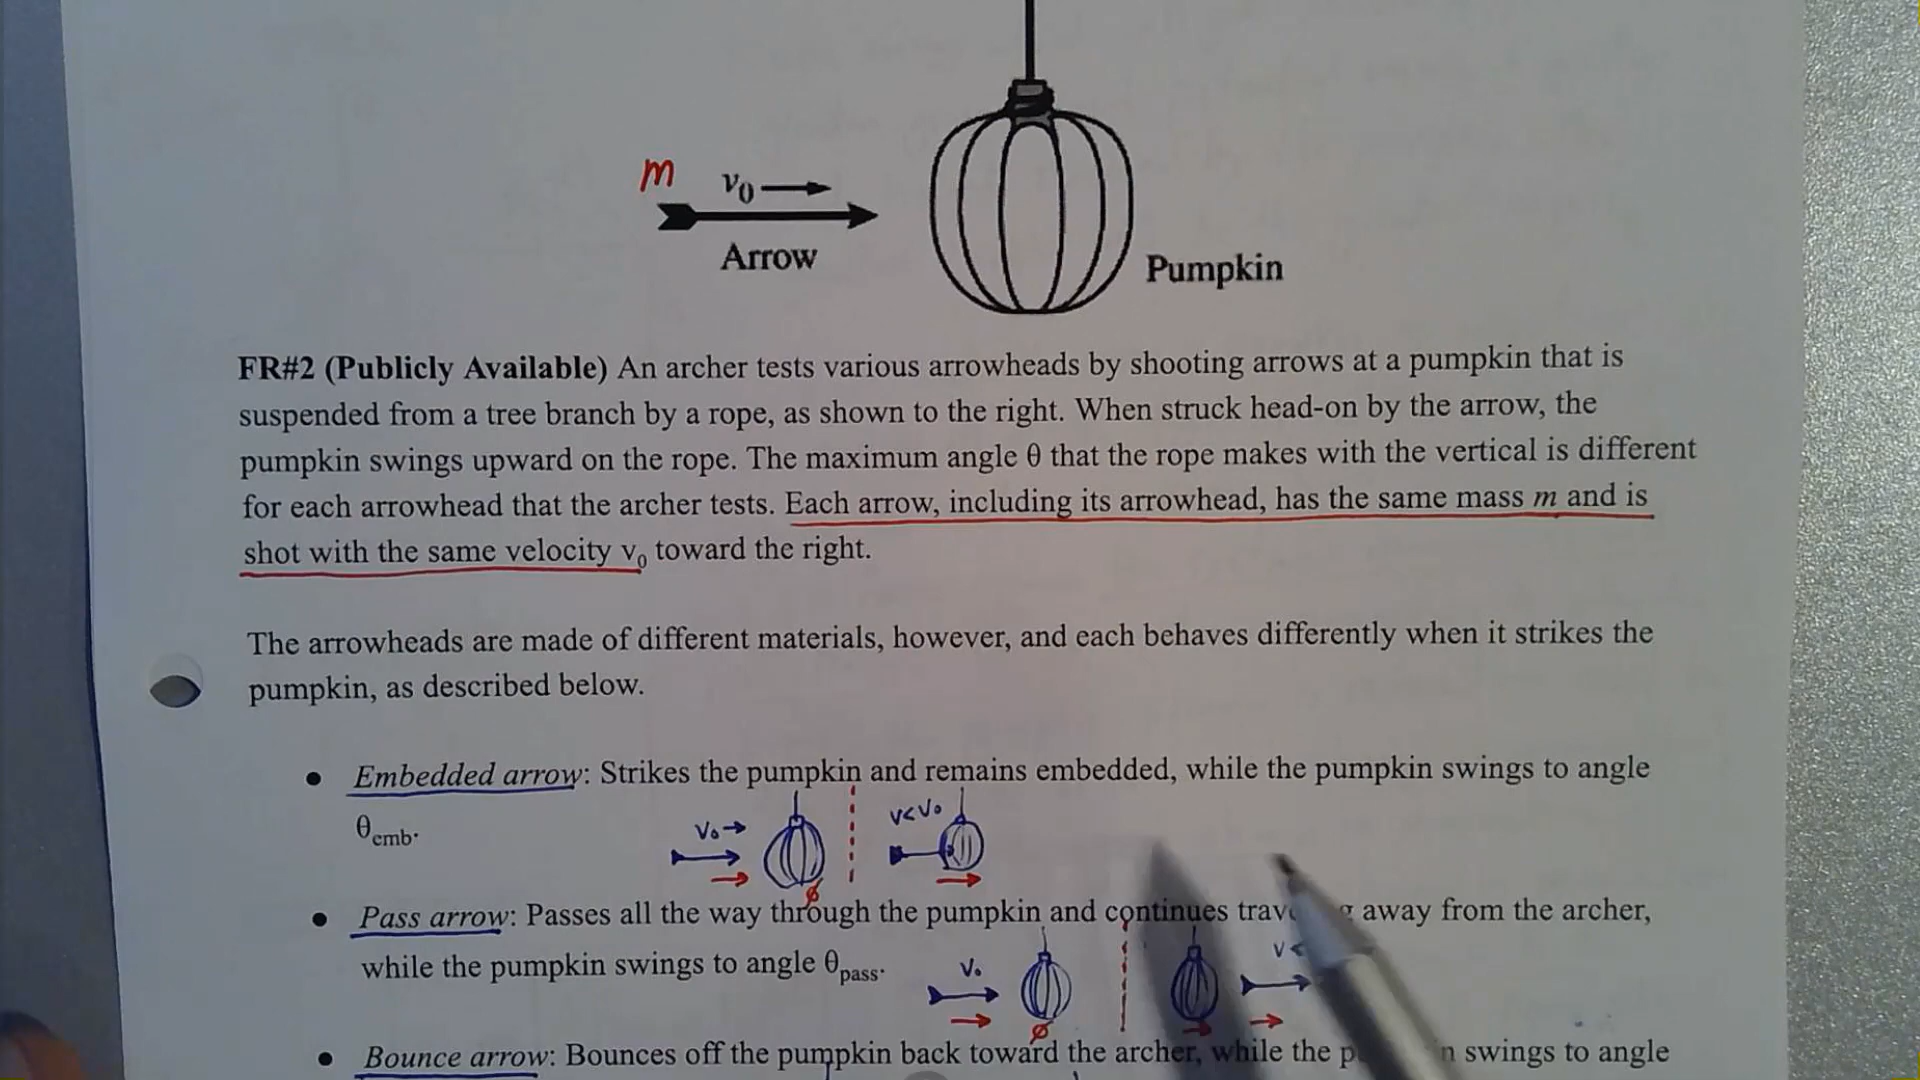 m
v₀
Arrow
Pumpkin
FR#2 (Publicly Available) An archer tests various arrowheads by shooting arrows at a pumpkin that is
suspended from a tree branch by a rope, as shown to the right. When struck head-on by the arrow, the
pumpkin swings upward on the rope. The maximum angle θ that the rope makes with the vertical is different
for each arrowhead that the archer tests. Each arrow, including its arrowhead, has the same mass m and is
shot with the same velocity v₀ toward the right.
The arrowheads are made of different materials, however, and each behaves differently when it strikes the
pumpkin, as described below.
● Embedded arrow: Strikes the pumpkin and remains embedded, while the pumpkin swings to angle
θemb.
V₀→
V<V₀
ø
● Pass arrow: Passes all the way through the pumpkin and continues away from the archer,
while the pumpkin swings to angle θpass.
V₀
V<
ø
● Bounce arrow: Bounces off the pumpkin back toward the archer, while the swings to angle